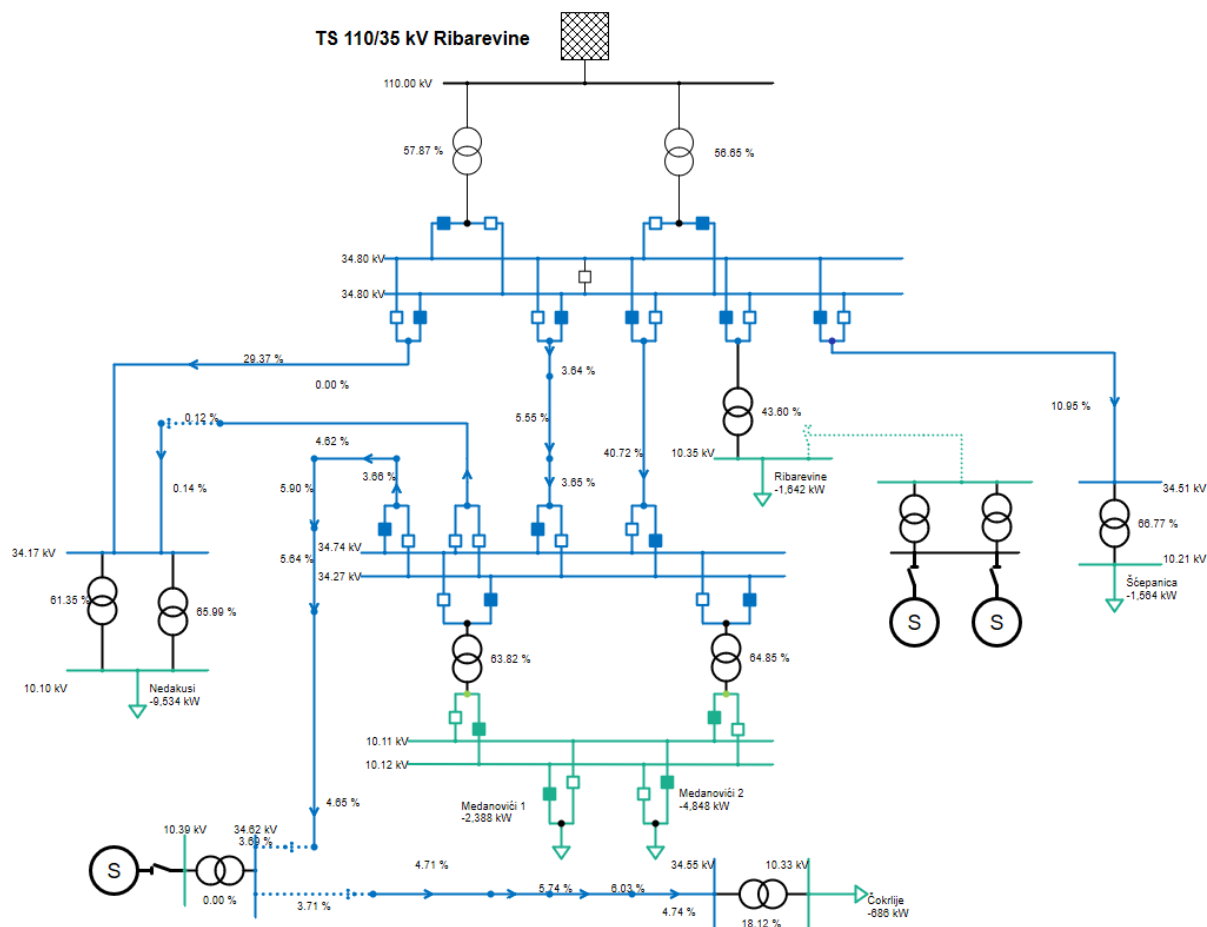 TS 110/35 kV Ribarevine
110.00 kV
57.87 %
56.65 %
34.80 kV
34.80 kV
29.37 %
0.00 %
3.64 %
10.95 %
43.60 %
0.12 %
4.62 %
5.55 %
40.72 %
10.35 kV
Ribarevine
-1,642 kW
3.66 %
5.90 %
3.65 %
0.14 %
34.51 kV
66.77 %
34.17 kV
34.74 kV
5.64 %
34.27 kV
10.21 kV
Šćepanica
-1,564 kW
61.35 %
65.99 %
S
S
63.82 %
64.85 %
10.10 kV
Nedakusi
-9,534 kW
10.11 kV
10.12 kV
Medanovići 1
-2,388 kW
Medanovići 2
-4,848 kW
4.65 %
10.39 kV
34.62 kV
3.69 %
S
0.00 %
3.71 %
4.71 %
5.74 %
6.03 %
34.55 kV
10.33 kV
4.74 %
18.12 %
Čokrlije
-686 kW